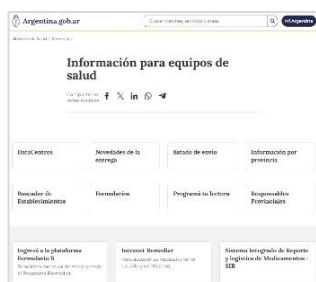 Argentina.gob.ar
Mi Argentina
Información para equipos de
salud
DataCentros
Novedades de la
entrega
Estado de envío
Información por
provincia
Buscador de
Establecimientos
Formularios
Programá tu lectora
Responsables
Provinciales
Ingresá a la plataforma
Formulario B
Intranet Remediar
Sistema Integrado de Reporte
y logística de Medicamentos -